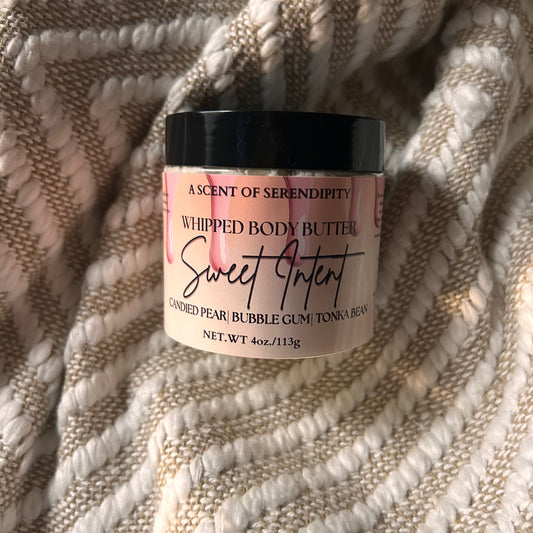 A SCENT OF SERENDIPITY
WHIPPED BODY BUTTER
Sweet Intent
CANDIED PEAR| BUBBLE GUM| TONKA BEAN
NET.WT 4oz./113g